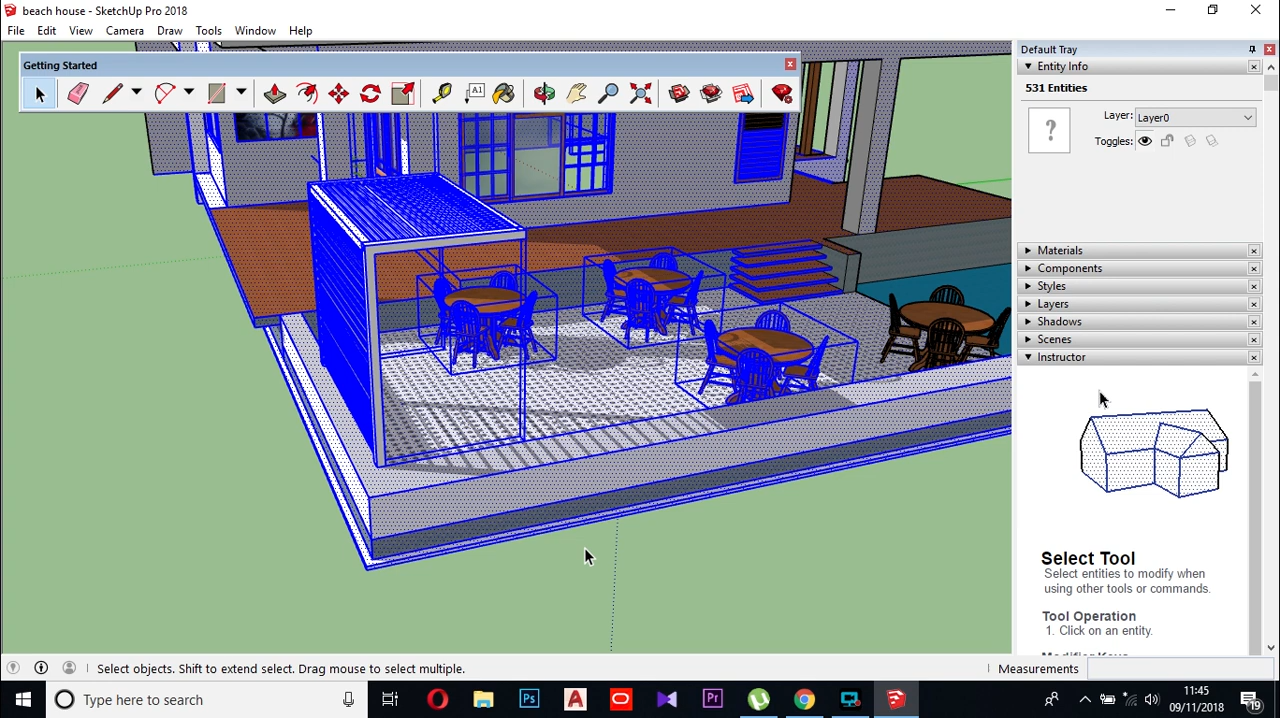 beach house - SketchUp Pro 2018
File Edit View Camera Draw Tools Window Help
Getting Started
A1
Default Tray
Entity Info
531 Entities
?
Layer: Layer0
Toggles:
Materials
Components
Styles
Layers
Shadows
Scenes
Instructor
Select Tool
Select entities to modify when
using other tools or commands.
Tool Operation
1. Click on an entity.
Select objects. Shift to extend select. Drag mouse to select multiple.
Measurements
Type here to search
Ps
A
Pr
11:45
09/11/2018
19